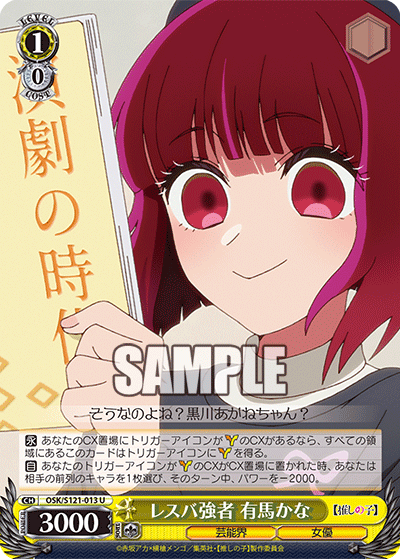 LEVEL
1
0
COST
演劇の時代
SAMPLE
そうなのよね？黒川あかねちゃん？
永 あなたのCX置場にトリガーアイコンがのCXがあるなら、すべての領
域にあるこのカードはトリガーアイコンにを得る。
自 あなたのトリガーアイコンがのCXがCX置場に置かれた時、あなたは
相手の前列のキャラを1枚選び、そのターン中、パワーを－2000。
CH OSK/S121-013 U
3000
レスバ強者 有馬かな
【推しの子】
芸能界
女優
©赤坂アカ×横槍メンゴ／集英社・【推しの子】製作委員会